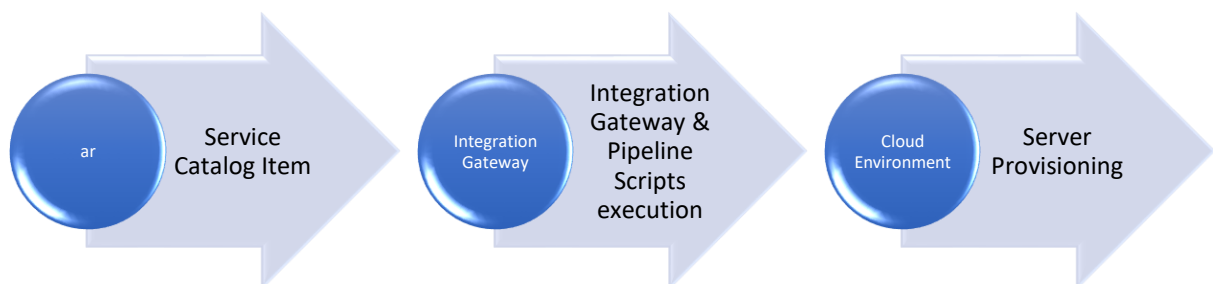 ar
Service
Catalog Item
Integration
Gateway
Integration
Gateway &
Pipeline
Scripts
execution
Cloud
Environment
Server
Provisioning